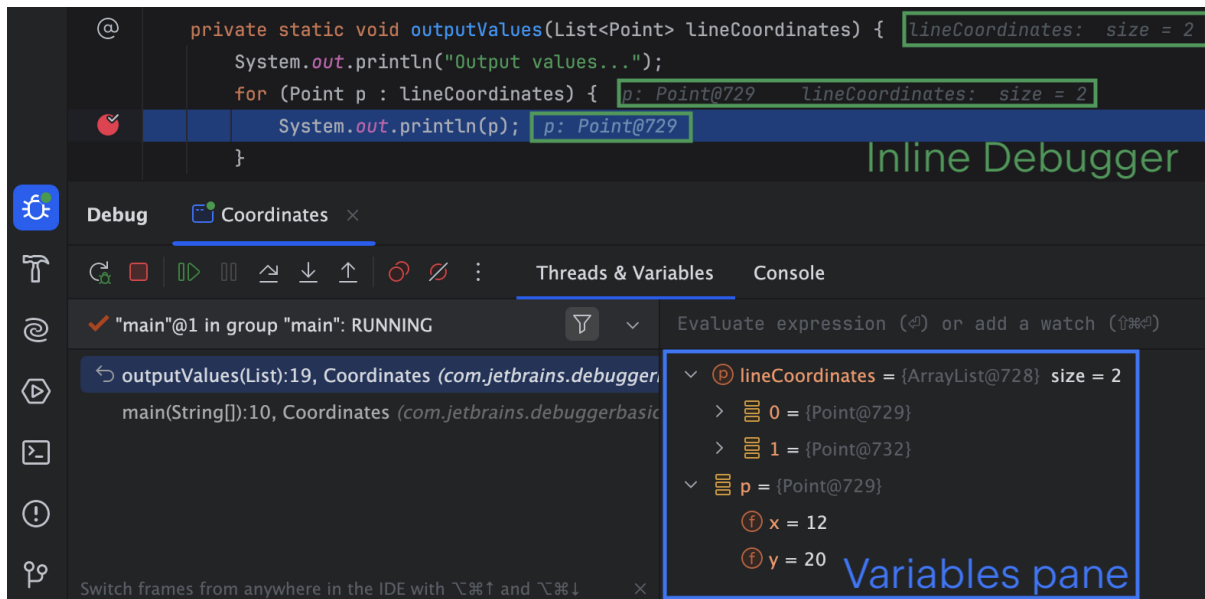 @ private static void outputValues(List<Point> lineCoordinates) { lineCoordinates: size = 2
System.out.println("Output values...");
for (Point p : lineCoordinates) { p: Point@729 lineCoordinates: size = 2
System.out.println(p); p: Point@729
}
Inline Debugger
Debug Coordinates ×
Threads & Variables Console
"main"@1 in group "main": RUNNING
Evaluate expression (⏎) or add a watch (⇧⌘⏎)
outputValues(List):19, Coordinates (com.jetbrains.debugger
main(String[]):10, Coordinates (com.jetbrains.debuggerbasic
lineCoordinates = {ArrayList@728} size = 2
0 = {Point@729}
1 = {Point@732}
p = {Point@729}
x = 12
y = 20
Variables pane
Switch frames from anywhere in the IDE with ⌥⌘↑ and ⌥⌘↓ ×